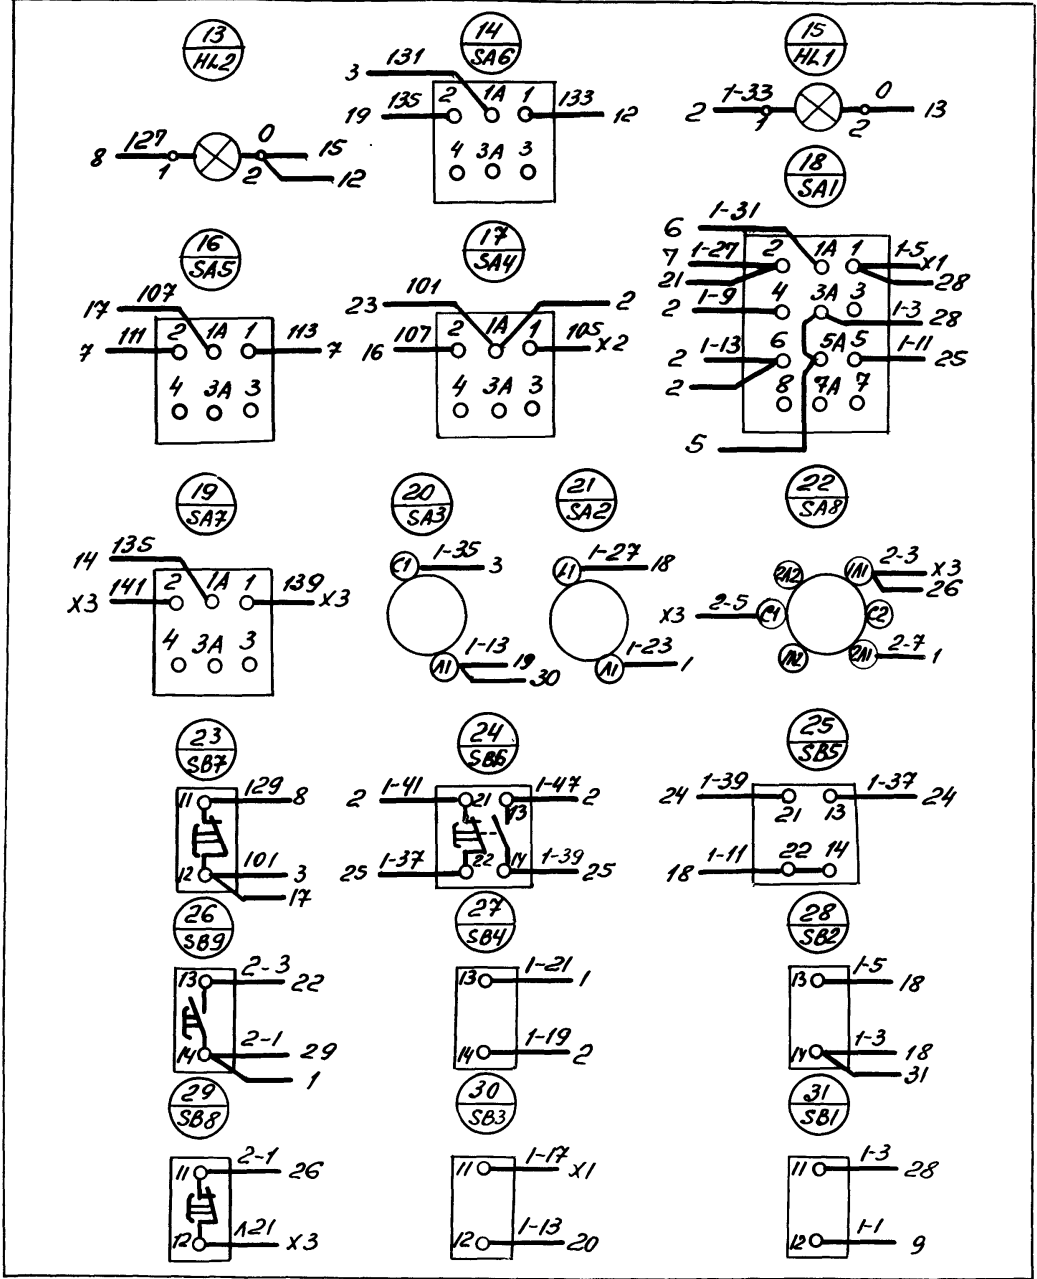 13
HL2
8 127 1 2 0 15
12
14
SA6
3 131
19 135 2 1A 1 133 12
4 3A 3
15
HL1
2 1-33 1 2 0 13
16
SA5
17 107
7 111 2 1A 1 113 7
4 3A 3
17
SA4
23 101 2
16 107 2 1A 1 105 X2
4 3A 3
18
SA1
6 1-31
7 1-27 2 1A 1 1-5 X1
21 28
2 1-9 4 3A 3 1-3 28
2 1-13 6 5A 5 1-11 25
2 8 7A 7
5
19
SA7
14 135
X3 141 2 1A 1 139 X3
4 3A 3
20
SA3
C1 1-35 3
Л1 1-13 19
30
21
SA2
1-27 18
Л1 1-23 1
22
SA8
2Л2 1Л1 2-3 X3
26
X3 2-5 C1 C2
1Л2 2Л1 2-7 1
23
SB7
11 129 8
12 101 3
17
24
SB6
2 1-41 21 13 1-47 2
25 1-37 22 14 1-39 25
25
SB5
24 1-39 21 13 1-37 24
18 1-11 22 14
26
SB9
13 2-3 22
14 2-1 29
1
27
SB4
13 1-21 1
14 1-19 2
28
SB2
13 1-5 18
14 1-3 18
31
29
SB8
11 2-1 26
12 Л21 X3
30
SB3
11 1-17 X1
12 1-13 20
31
SB1
11 1-3 28
12 1-1 9